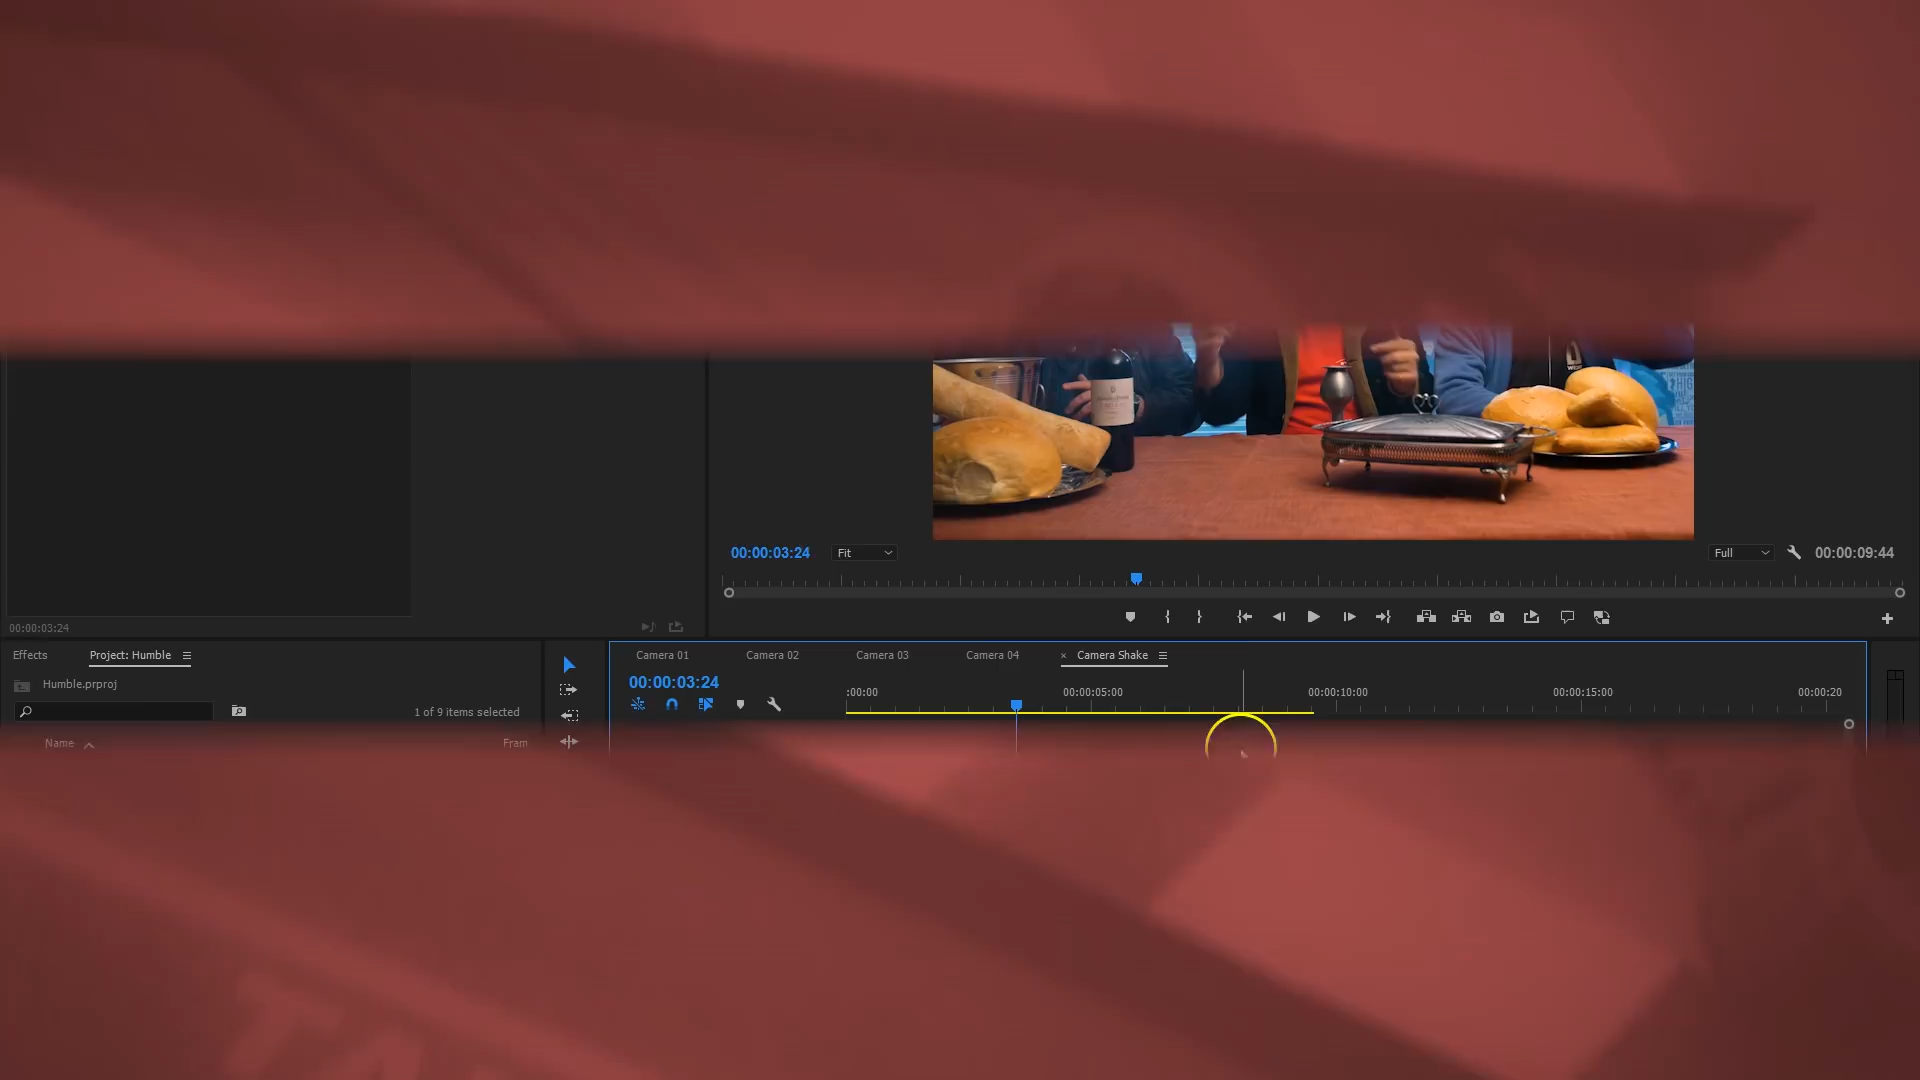 00:00:03:24
Fit
Full
00:00:09:44
00:00:03:24
Effects
Project: Humble
Camera 01
Camera 02
Camera 03
Camera 04
× Camera Shake
Humble.prproj
00:00:03:24
:00:00
00:00:05:00
00:00:10:00
00:00:15:00
00:00:20
1 of 9 items selected
Name
Fram